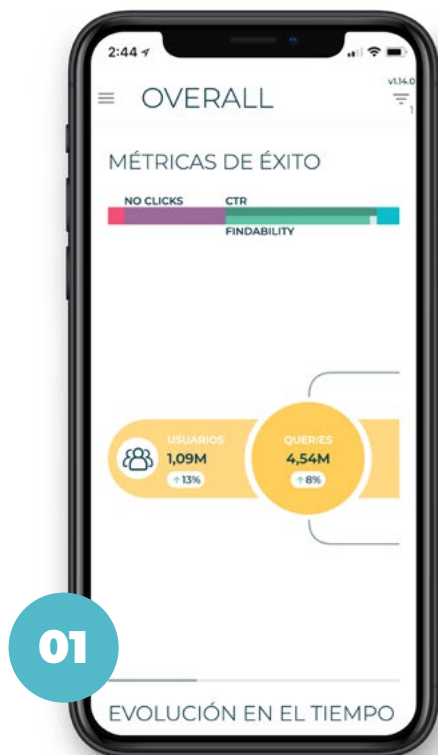 2:44
v1.14.0
OVERALL
1
MÉTRICAS DE ÉXITO
NO CLICKS CTR
FINDABILITY
USUARIOS
1,09M
↑13%
QUERIES
4,54M
↑8%
01
EVOLUCIÓN EN EL TIEMPO